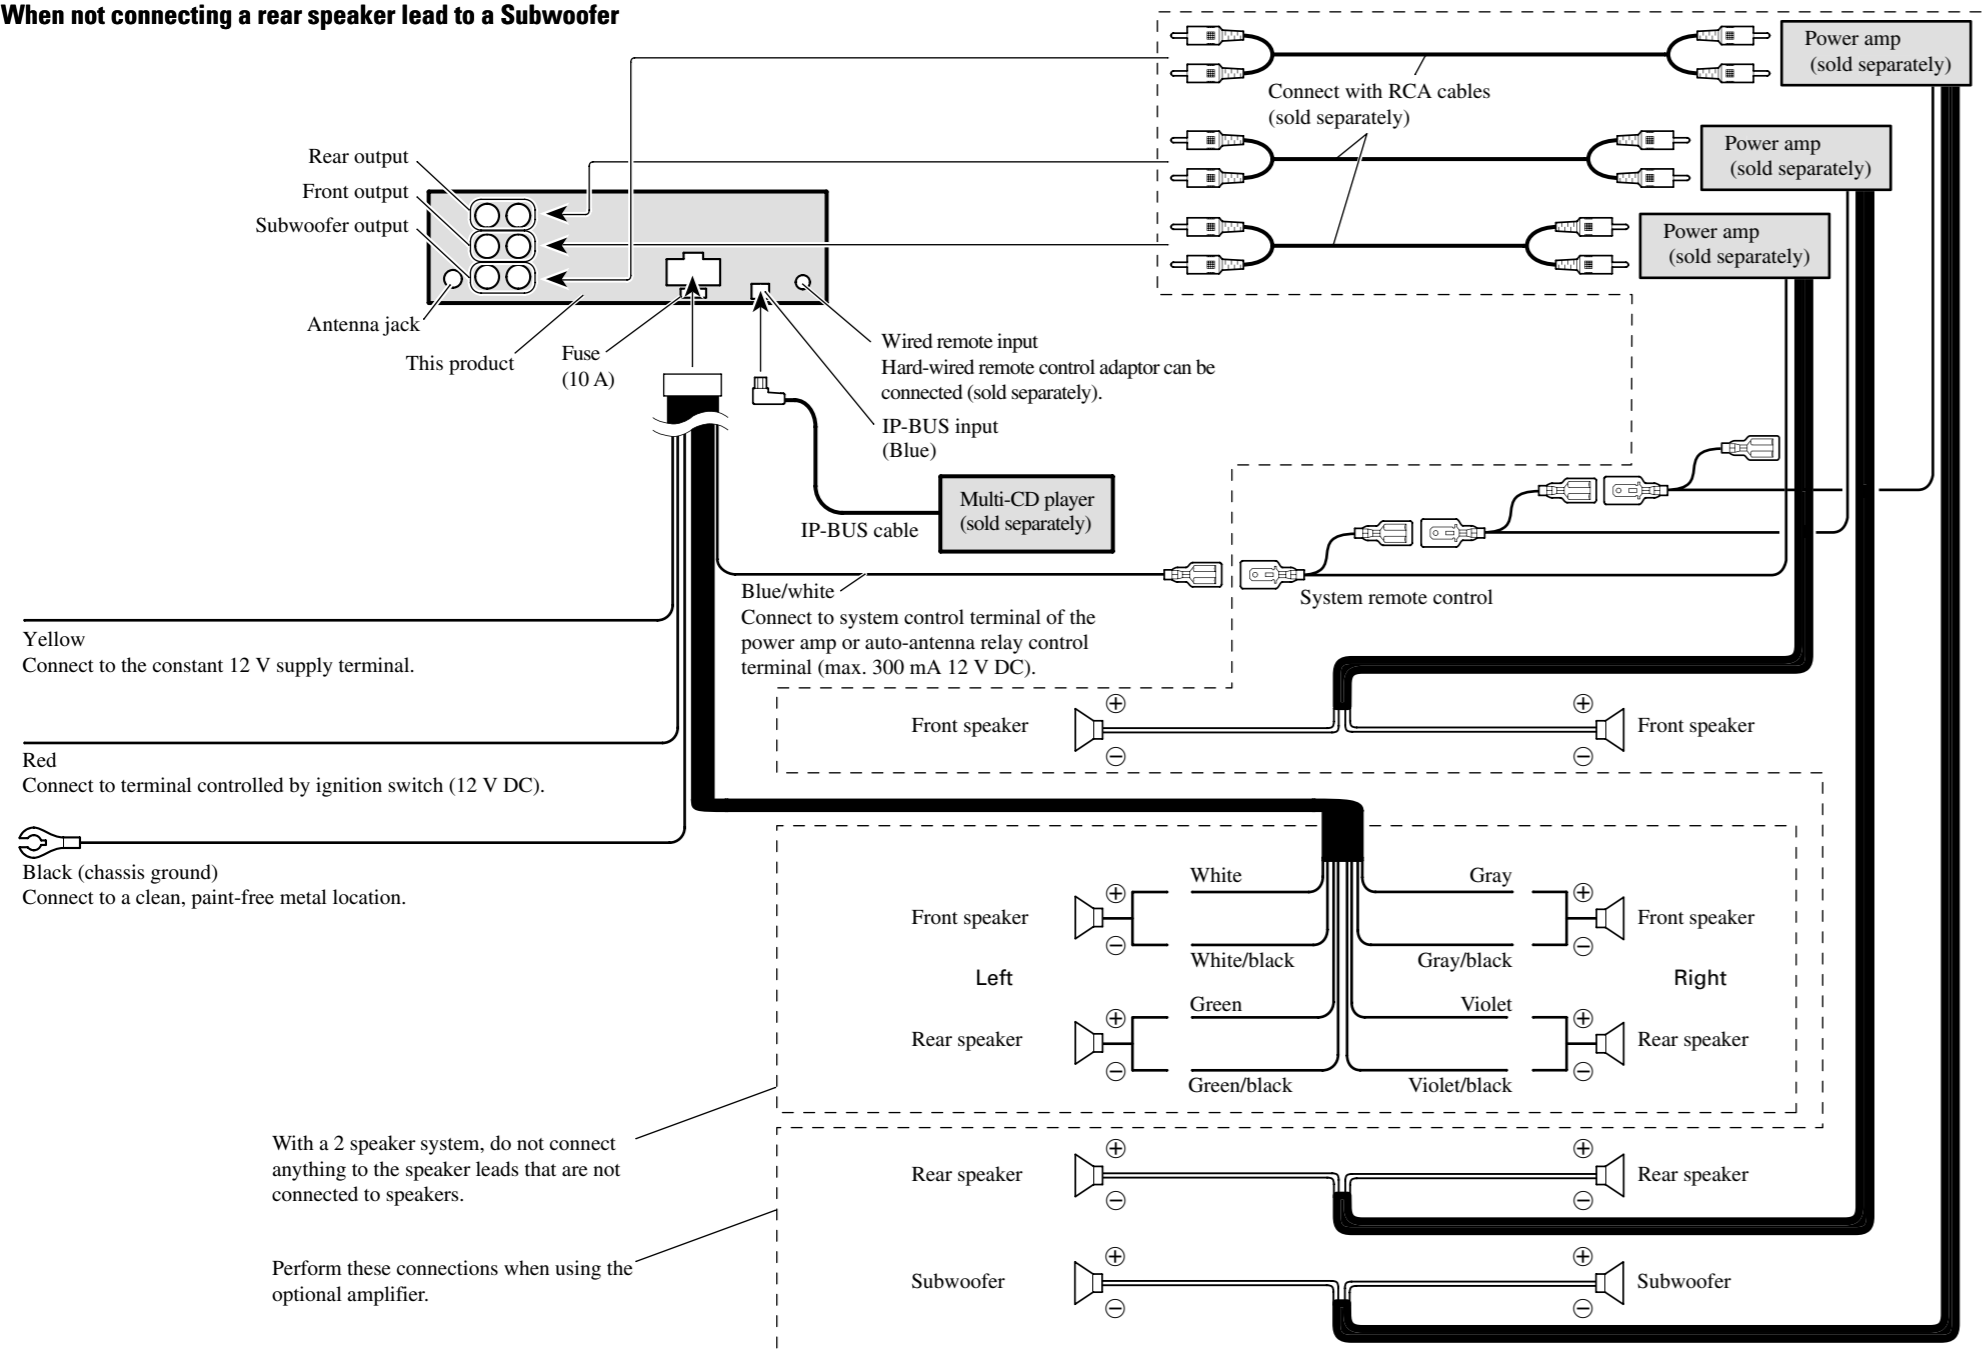 When not connecting a rear speaker lead to a Subwoofer
Power amp
(sold separately)
Connect with RCA cables
(sold separately)
Power amp
(sold separately)
Power amp
(sold separately)
Rear output
Front output
Subwoofer output
Antenna jack
This product
Fuse
(10 A)
Wired remote input
Hard-wired remote control adaptor can be
connected (sold separately).
IP-BUS input
(Blue)
Multi-CD player
(sold separately)
IP-BUS cable
Blue/white
Connect to system control terminal of the
power amp or auto-antenna relay control
terminal (max. 300 mA 12 V DC).
System remote control
Yellow
Connect to the constant 12 V supply terminal.
Red
Connect to terminal controlled by ignition switch (12 V DC).
Black (chassis ground)
Connect to a clean, paint-free metal location.
Front speaker
+
−
+
−
Front speaker
White
Gray
Front speaker
+
−
+
−
Front speaker
White/black
Gray/black
Left
Right
Green
Violet
Rear speaker
+
−
+
−
Rear speaker
Green/black
Violet/black
With a 2 speaker system, do not connect
anything to the speaker leads that are not
connected to speakers.
Rear speaker
+
−
+
−
Rear speaker
Perform these connections when using the
optional amplifier.
Subwoofer
+
−
+
−
Subwoofer